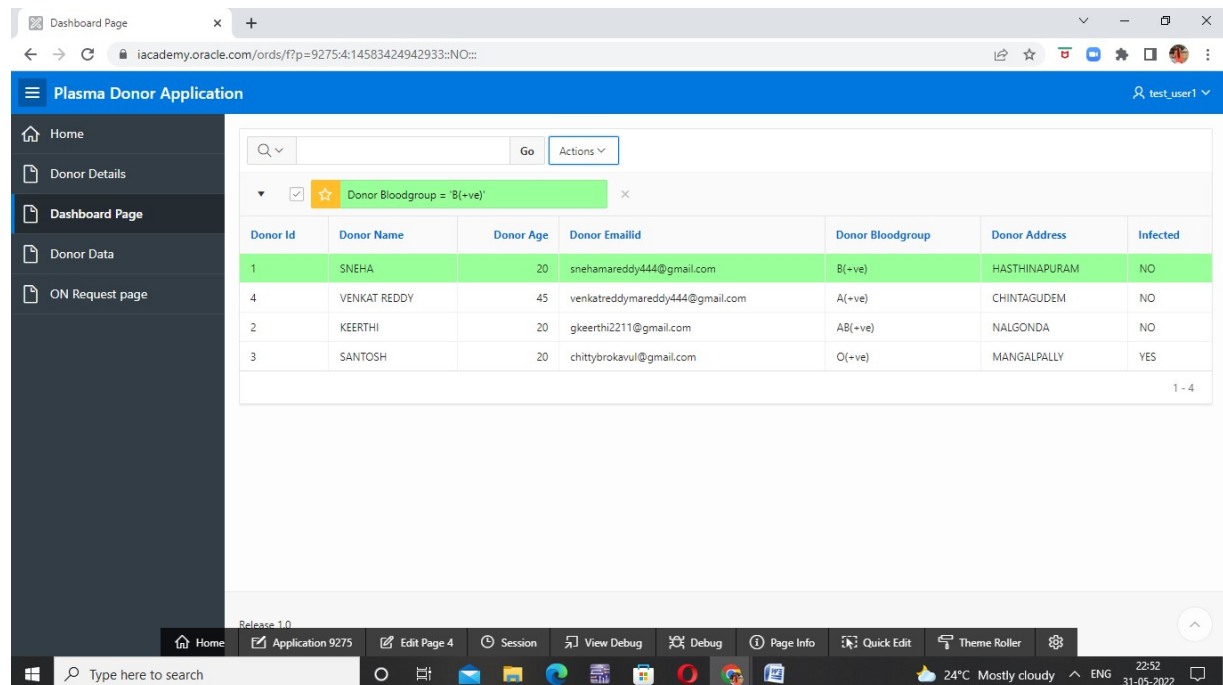 Dashboard Page
iacademy.oracle.com/ords/f?p=9275:4:14583424942933::NO:::
Plasma Donor Application
test_user1
Home
Donor Details
Dashboard Page
Donor Data
ON Request page
Go Actions
Donor Bloodgroup = 'B(+ve)'
Donor Id Donor Name Donor Age Donor Emailid Donor Bloodgroup Donor Address Infected
1 SNEHA 20 snehamareddy444@gmail.com B(+ve) HASTHINAPURAM NO
4 VENKAT REDDY 45 venkatreddymareddy444@gmail.com A(+ve) CHINTAGUDEM NO
2 KEERTHI 20 gkeerthi2211@gmail.com AB(+ve) NALGONDA NO
3 SANTOSH 20 chittybrokavul@gmail.com O(+ve) MANGALPALLY YES
1 - 4
Release 1.0
Home Application 9275 Edit Page 4 Session View Debug Debug Page Info Quick Edit Theme Roller
Type here to search 24°C Mostly cloudy ENG 22:52
31-05-2022